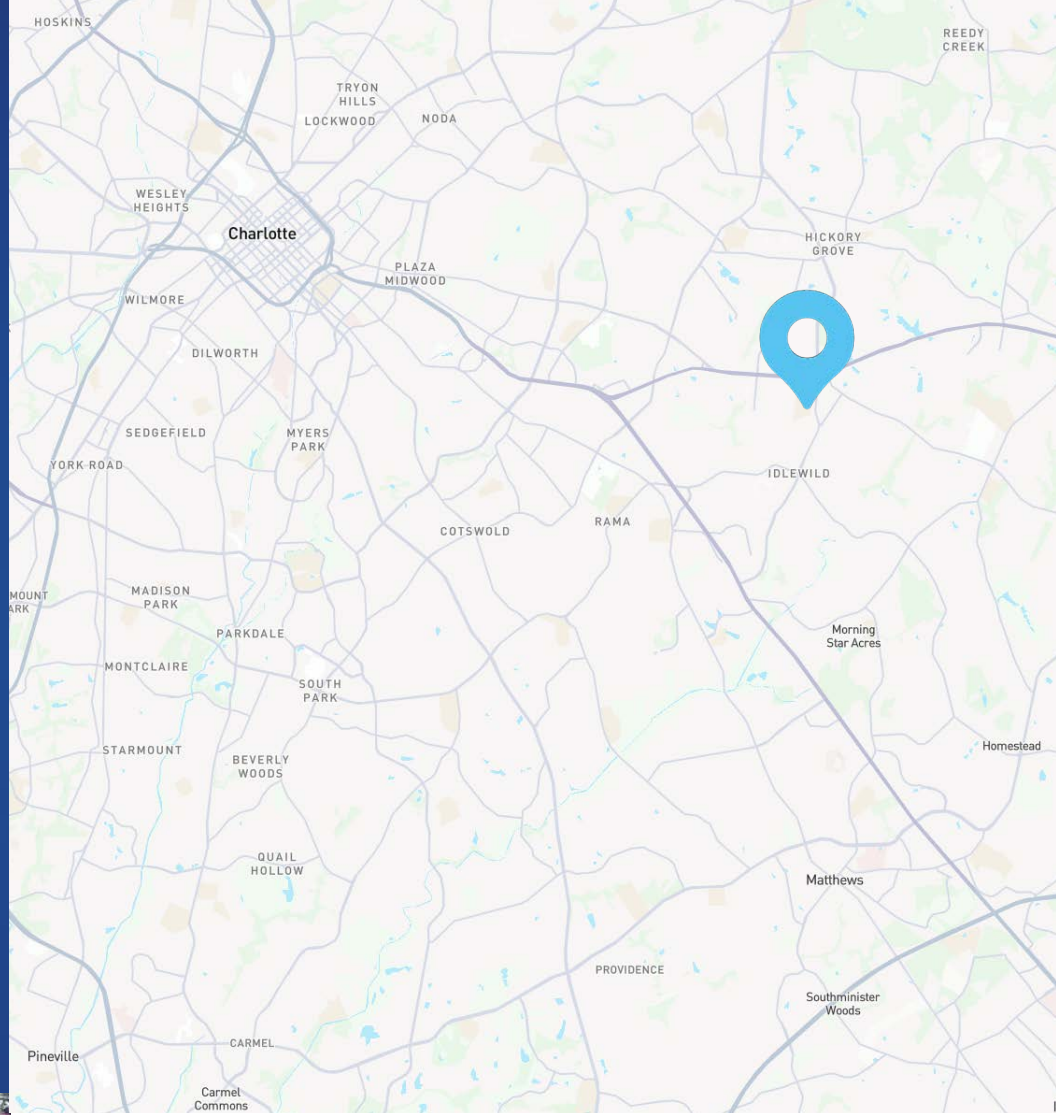 HOSKINS
REEDY
CREEK
TRYON
HILLS
LOCKWOOD
NODA
WESLEY
HEIGHTS
Charlotte
HICKORY
GROVE
PLAZA
MIDWOOD
WILMORE
DILWORTH
SEDGEFIELD
MYERS
PARK
YORK ROAD
IDLEWILD
COTSWOLD
RAMA
MOUNT
ARK
MADISON
PARK
PARKDALE
Morning
Star Acres
MONTCLAIRE
SOUTH
PARK
STARMOUNT
BEVERLY
WOODS
Homestead
QUAIL
HOLLOW
Matthews
PROVIDENCE
Southminister
Woods
CARMEL
Pineville
Carmel
Commons